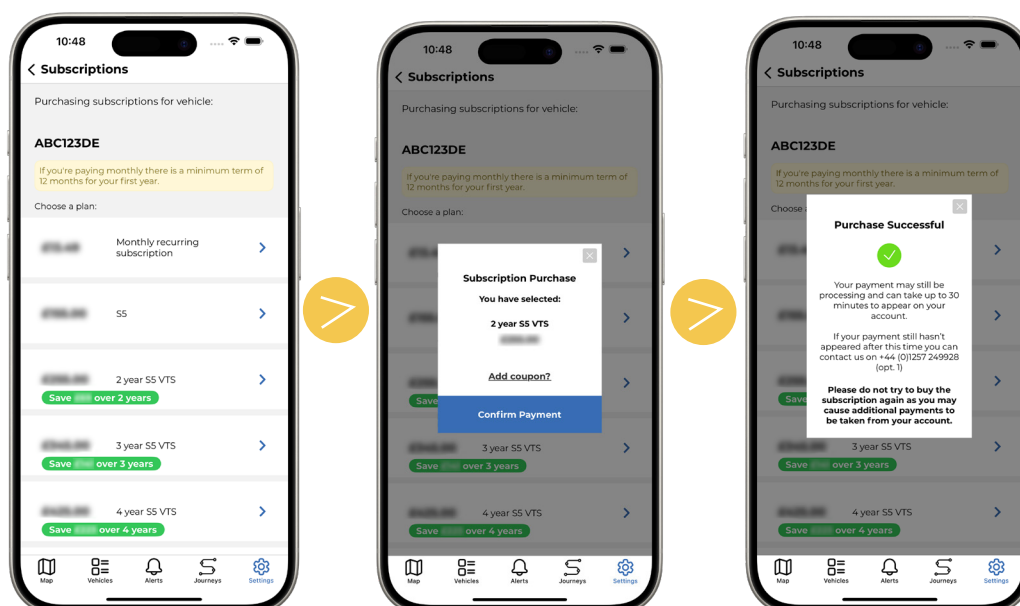 10:48
Subscriptions
Purchasing subscriptions for vehicle:
ABC123DE
If you're paying monthly there is a minimum term of
12 months for your first year.
Choose a plan:
Monthly recurring
subscription
S5
2 year S5 VTS
Save over 2 years
3 year S5 VTS
Save over 3 years
4 year S5 VTS
Save over 4 years
Map
Vehicles
Alerts
Journeys
Settings
10:48
Subscriptions
Purchasing subscriptions for vehicle:
ABC123DE
If you're paying monthly there is a minimum term of
12 months for your first year.
Choose a plan:
Subscription Purchase
You have selected:
2 year S5 VTS
Add coupon?
Confirm Payment
Save
3 year S5 VTS
Save over 3 years
4 year S5 VTS
Save over 4 years
Map
Vehicles
Alerts
Journeys
Settings
10:48
Subscriptions
Purchasing subscriptions for vehicle:
ABC123DE
If you're paying monthly there is a minimum term of
12 months for your first year.
Choose
Purchase Successful
Your payment may still be
processing and can take up to 30
minutes to appear on your
account.
If your payment still hasn't
appeared after this time you can
contact us on +44 (0)1257 249928
(opt. 1)
Please do not try to buy the
subscription again as you may
cause additional payments to
be taken from your account.
Save
3 year S5 VTS
Save over 3 years
4 year S5 VTS
Save over 4 years
Map
Vehicles
Alerts
Journeys
Settings